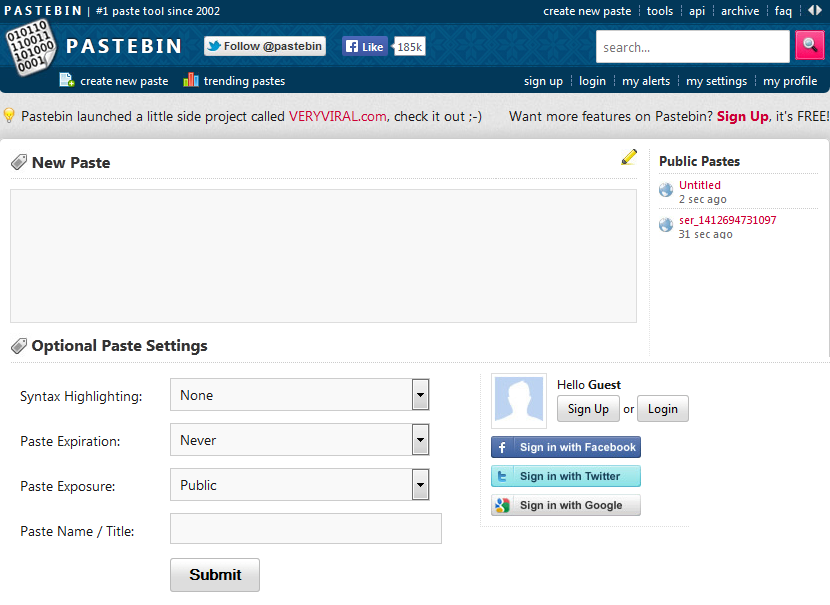 PASTEBIN | #1 paste tool since 2002
create new paste tools api archive faq
010110
110011
101000
0001
PASTEBIN
Follow @pastebin
Like 185k
search...
create new paste trending pastes
sign up login my alerts my settings my profile
Pastebin launched a little side project called VERYVIRAL.com, check it out ;-) Want more features on Pastebin? Sign Up, it's FREE!
New Paste
Public Pastes
Untitled
2 sec ago
ser_1412694731097
31 sec ago
Optional Paste Settings
Syntax Highlighting: None
Paste Expiration: Never
Paste Exposure: Public
Paste Name / Title:
Submit
Hello Guest
Sign Up or Login
Sign in with Facebook
Sign in with Twitter
Sign in with Google